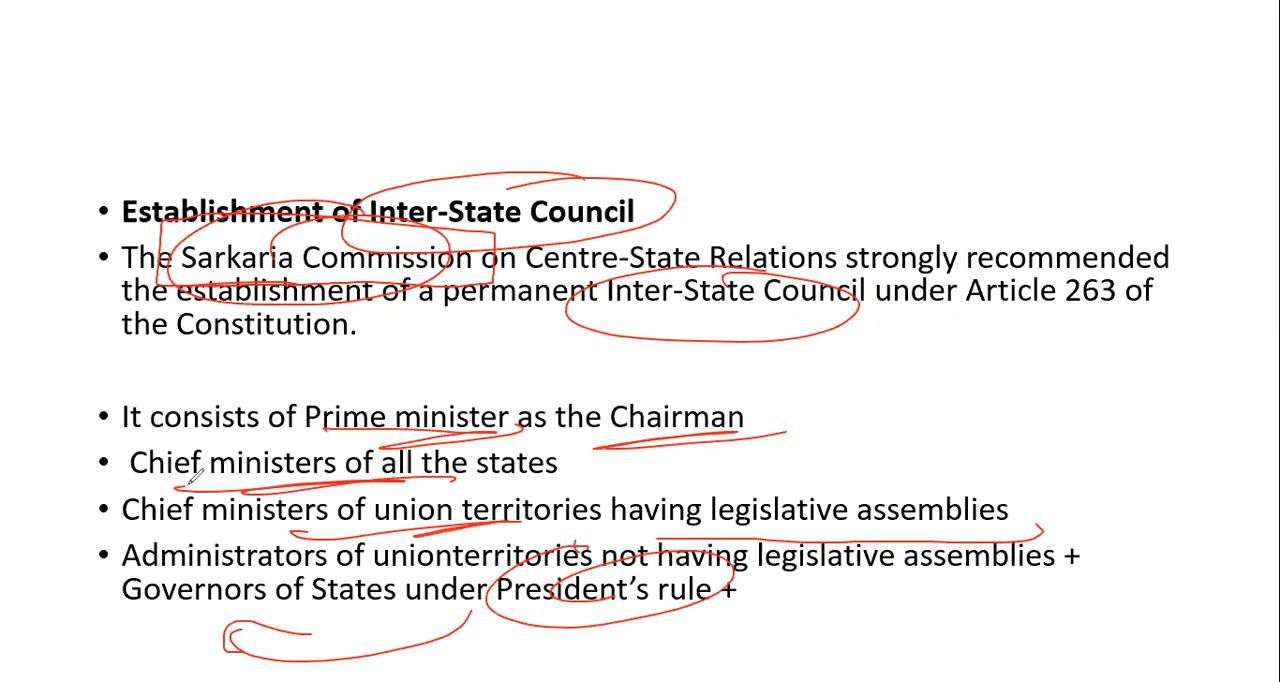 • Establishment of Inter-State Council
• The Sarkaria Commission on Centre-State Relations strongly recommended
the establishment of a permanent Inter-State Council under Article 263 of
the Constitution.
• It consists of Prime minister as the Chairman
• Chief ministers of all the states
• Chief ministers of union territories having legislative assemblies
• Administrators of unionterritories not having legislative assemblies +
Governors of States under President’s rule +